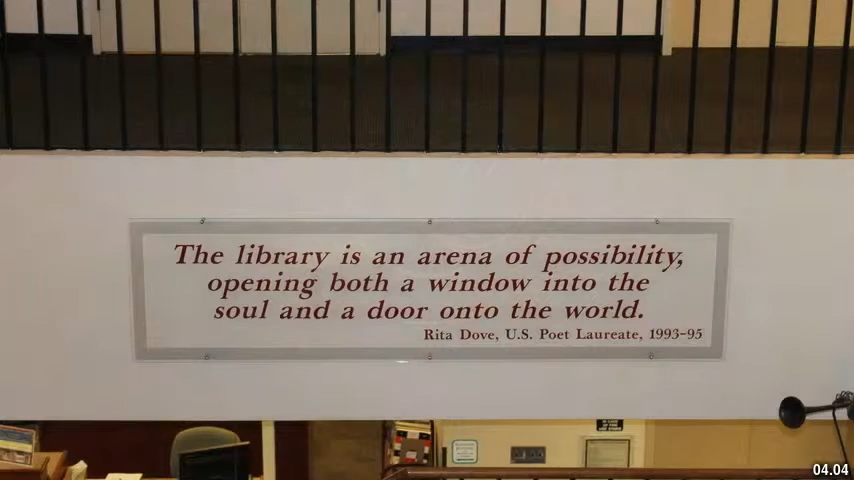 The library is an arena of possibility,
opening both a window into the
soul and a door onto the world.
Rita Dove, U.S. Poet Laureate, 1993-95
04.04